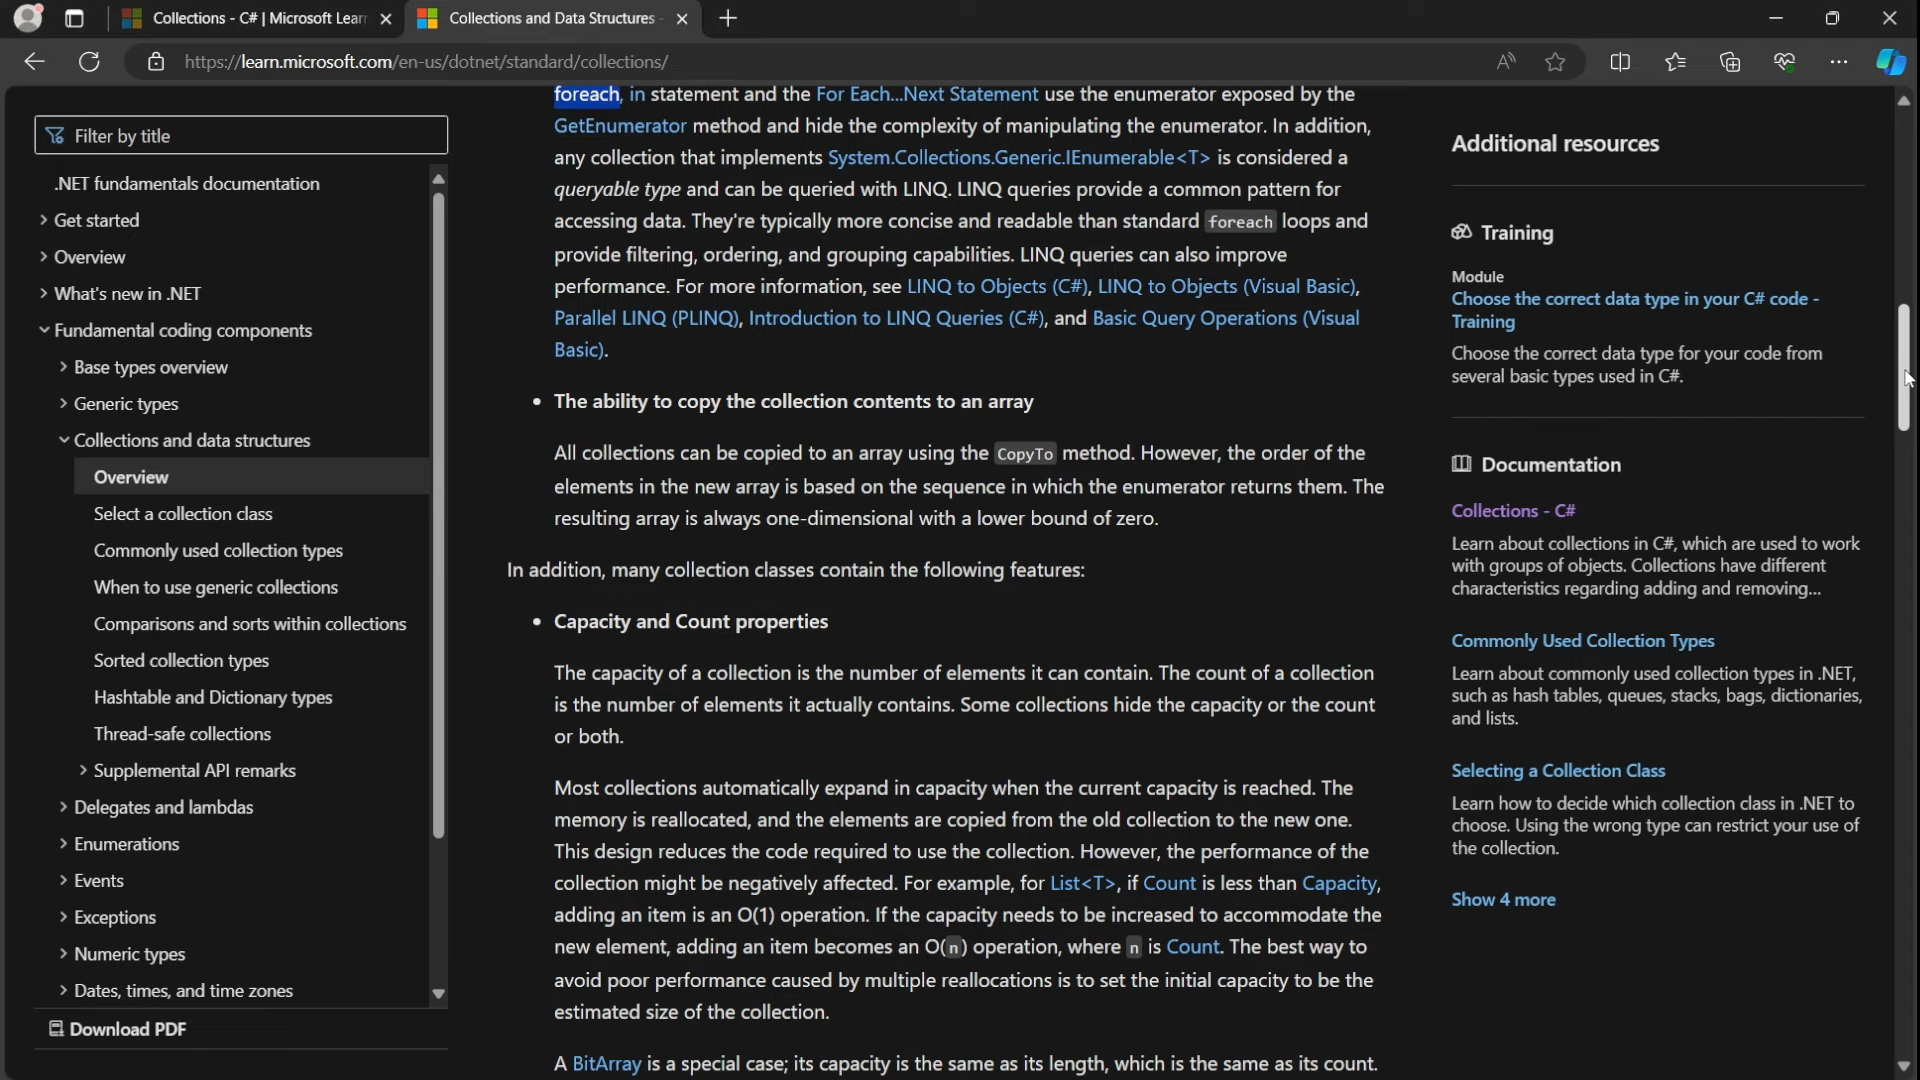 Collections - C# | Microsoft Lear
Collections and Data Structures -
https://learn.microsoft.com/en-us/dotnet/standard/collections/
Filter by title
.NET fundamentals documentation
Get started
Overview
What's new in .NET
Fundamental coding components
Base types overview
Generic types
Collections and data structures
Overview
Select a collection class
Commonly used collection types
When to use generic collections
Comparisons and sorts within collections
Sorted collection types
Hashtable and Dictionary types
Thread-safe collections
Supplemental API remarks
Delegates and lambdas
Enumerations
Events
Exceptions
Numeric types
Dates, times, and time zones
Download PDF
foreach, in statement and the For Each...Next Statement use the enumerator exposed by the
GetEnumerator method and hide the complexity of manipulating the enumerator. In addition,
any collection that implements System.Collections.Generic.IEnumerable<T> is considered a
queryable type and can be queried with LINQ. LINQ queries provide a common pattern for
accessing data. They're typically more concise and readable than standard foreach loops and
provide filtering, ordering, and grouping capabilities. LINQ queries can also improve
performance. For more information, see LINQ to Objects (C#), LINQ to Objects (Visual Basic),
Parallel LINQ (PLINQ), Introduction to LINQ Queries (C#), and Basic Query Operations (Visual
Basic).
• The ability to copy the collection contents to an array
All collections can be copied to an array using the CopyTo method. However, the order of the
elements in the new array is based on the sequence in which the enumerator returns them. The
resulting array is always one-dimensional with a lower bound of zero.
In addition, many collection classes contain the following features:
• Capacity and Count properties
The capacity of a collection is the number of elements it can contain. The count of a collection
is the number of elements it actually contains. Some collections hide the capacity or the count
or both.
Most collections automatically expand in capacity when the current capacity is reached. The
memory is reallocated, and the elements are copied from the old collection to the new one.
This design reduces the code required to use the collection. However, the performance of the
collection might be negatively affected. For example, for List<T>, if Count is less than Capacity,
adding an item is an O(1) operation. If the capacity needs to be increased to accommodate the
new element, adding an item becomes an O(n) operation, where n is Count. The best way to
avoid poor performance caused by multiple reallocations is to set the initial capacity to be the
estimated size of the collection.
A BitArray is a special case; its capacity is the same as its length, which is the same as its count.
Additional resources
Training
Module
Choose the correct data type in your C# code -
Training
Choose the correct data type for your code from
several basic types used in C#.
Documentation
Collections - C#
Learn about collections in C#, which are used to work
with groups of objects. Collections have different
characteristics regarding adding and removing...
Commonly Used Collection Types
Learn about commonly used collection types in .NET,
such as hash tables, queues, stacks, bags, dictionaries,
and lists.
Selecting a Collection Class
Learn how to decide which collection class in .NET to
choose. Using the wrong type can restrict your use of
the collection.
Show 4 more